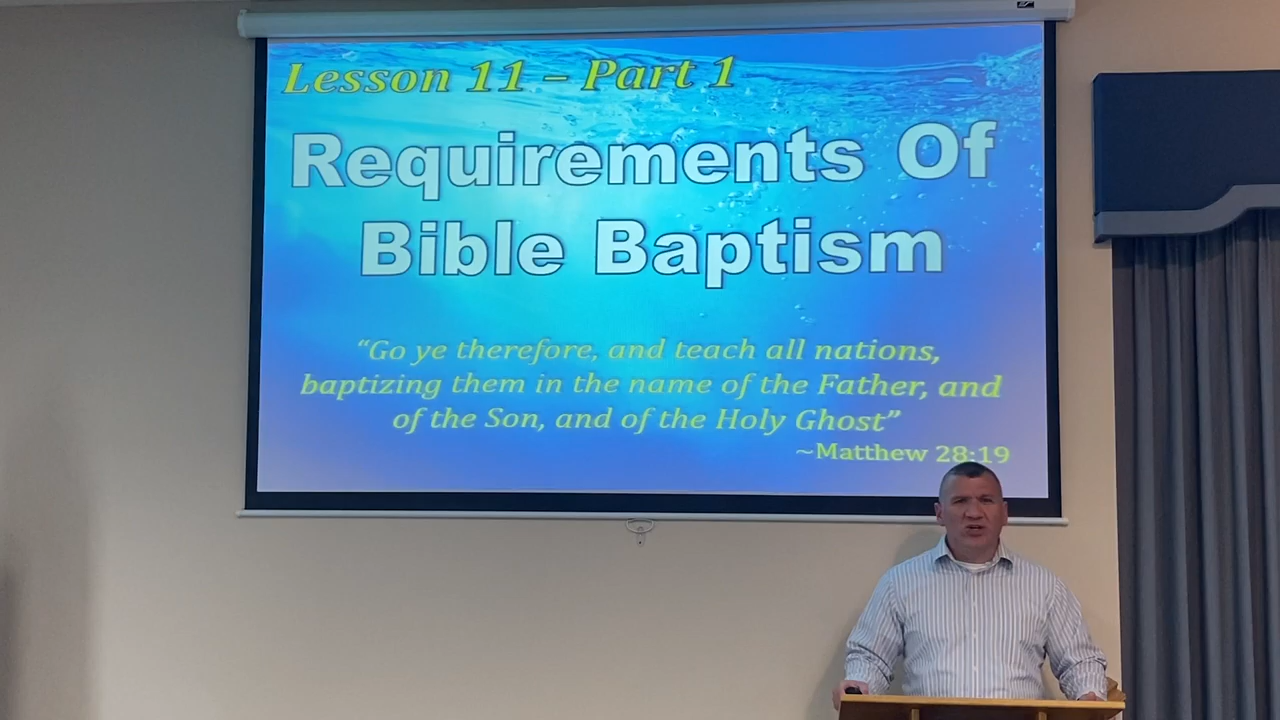 Lesson 11 – Part 1
Requirements Of
Bible Baptism
“Go ye therefore, and teach all nations,
baptizing them in the name of the Father, and
of the Son, and of the Holy Ghost”
~Matthew 28:19